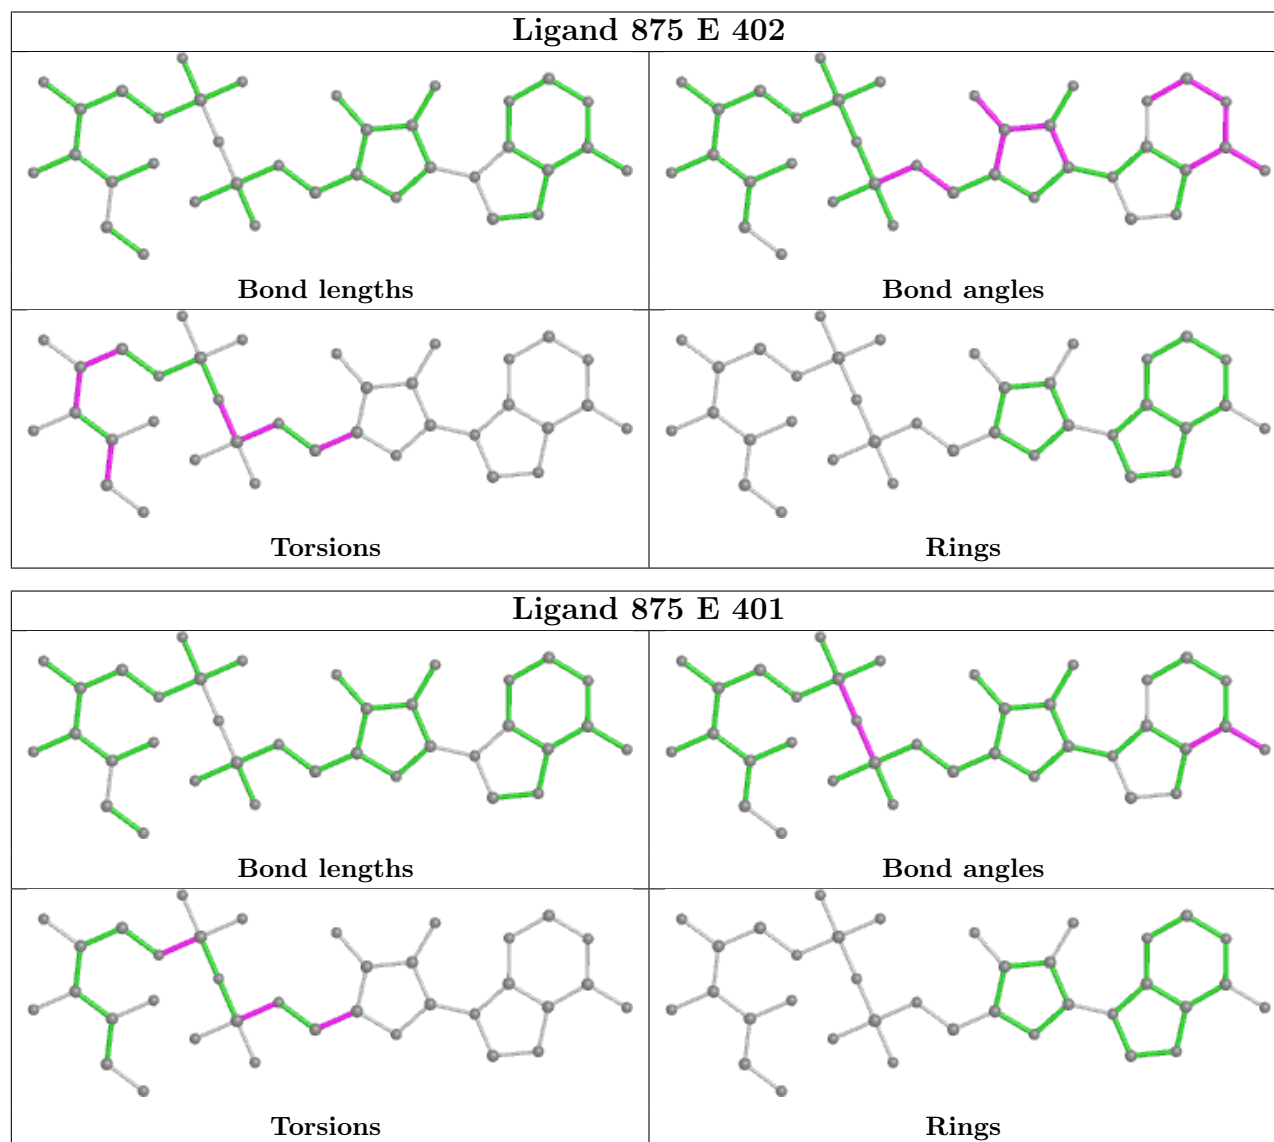 Ligand 875 E 402
Bond lengths
Bond angles
Torsions
Rings
Ligand 875 E 401
Bond lengths
Bond angles
Torsions
Rings